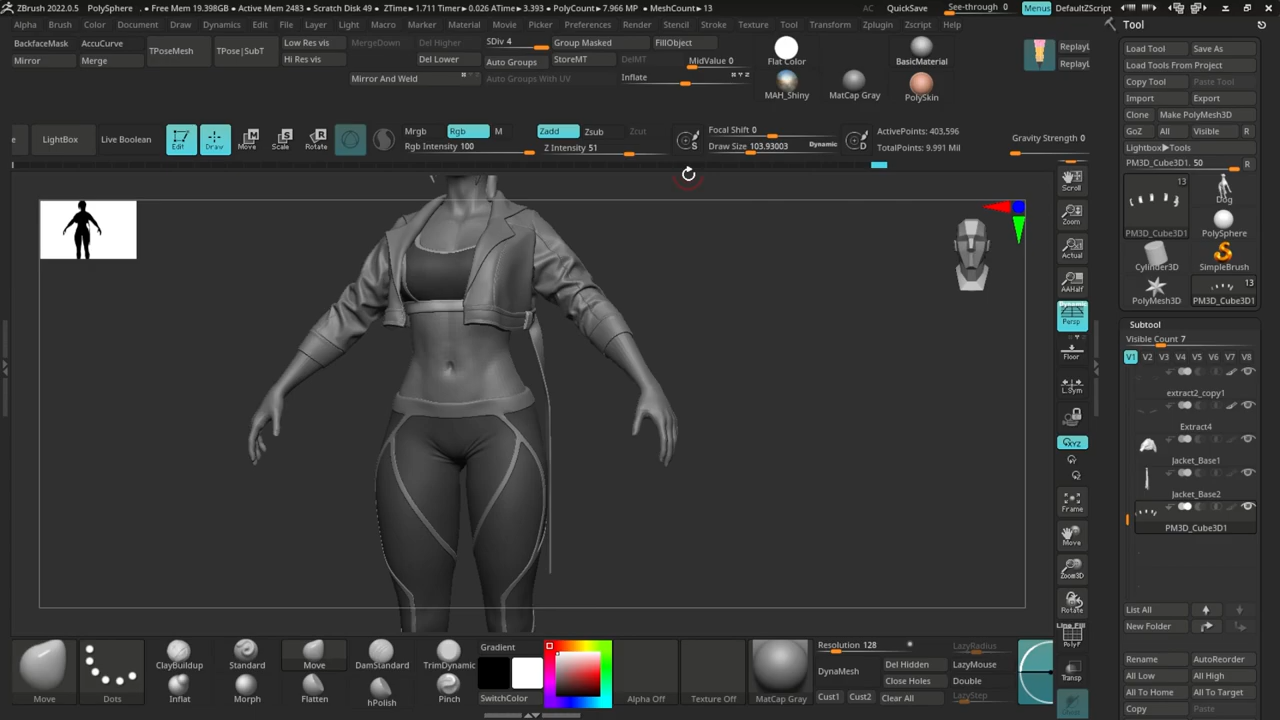 ZBrush 2022.0.5 PolySphere . • Free Mem 19.398GB • Active Mem 2483 • Scratch Disk 49 • ZTime▸1.711 Timer▸0.026 ATime▸3.393 • PolyCount▸7.966 MP • MeshCount▸13 AC QuickSave See-through 0 Menus DefaultZScript
Alpha Brush Color Document Draw Dynamics Edit File Layer Light Macro Marker Material Movie Picker Preferences Render Stencil Stroke Texture Tool Transform Zplugin Zscript Help
BackfaceMask AccuCurve TPoseMesh TPose|SubT Low Res vis MergeDown Del Higher SDiv 4 Group Masked FillObject
Mirror Merge Hi Res vis Del Lower Auto Groups StoreMT DelMT MidValue 0 Flat Color BasicMaterial ReplayL
Mirror And Weld Auto Groups With UV Inflate ReplayL
MAH_Shiny MatCap Gray PolySkin
LightBox Live Boolean Edit Draw Move Scale Rotate Mrgb Rgb M Zadd Zsub Zcut Focal Shift 0 ActivePoints: 403,596 Gravity Strength 0
Rgb Intensity 100 Z Intensity 51 S Draw Size 103.93003 Dynamic D TotalPoints: 9.991 Mil
Tool
Load Tool Save As
Load Tools From Project
Copy Tool Paste Tool
Import Export
Clone Make PolyMesh3D
GoZ All Visible R
Lightbox▸Tools
PM3D_Cube3D1. 50 R
13
Dog
PM3D_Cube3D1 PolySphere
Cylinder3D SimpleBrush
13
PolyMesh3D PM3D_Cube3D1
Subtool
Visible Count 7
V1 V2 V3 V4 V5 V6 V7 V8
extract2_copy1
Extract4
Jacket_Base1
Jacket_Base2
PM3D_Cube3D1
List All
New Folder
Rename AutoReorder
All Low All High
All To Home All To Target
Copy Paste
Scroll
Zoom
Actual
AAHalf
Dynamic
Persp
Floor
L.Sym
XYZ
Frame
Move
Zoom3D
Rotate
Line Fill
PolyF
Transp
Move Dots ClayBuildup Standard Move DamStandard TrimDynamic
Inflat Morph Flatten hPolish Pinch
Gradient
SwitchColor
Alpha Off Texture Off MatCap Gray
Resolution 128 LazyRadius
DynaMesh Del Hidden LazyMouse
Close Holes Double
Cust1 Cust2 Clear All LazyStep